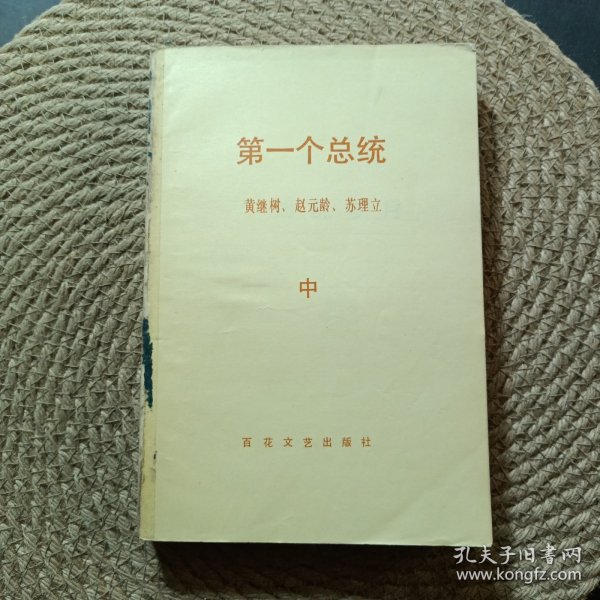 第一个总统
黄继树、赵元龄、苏理立
中
百花文艺出版社
孔夫子旧書网
www.kongfz.com